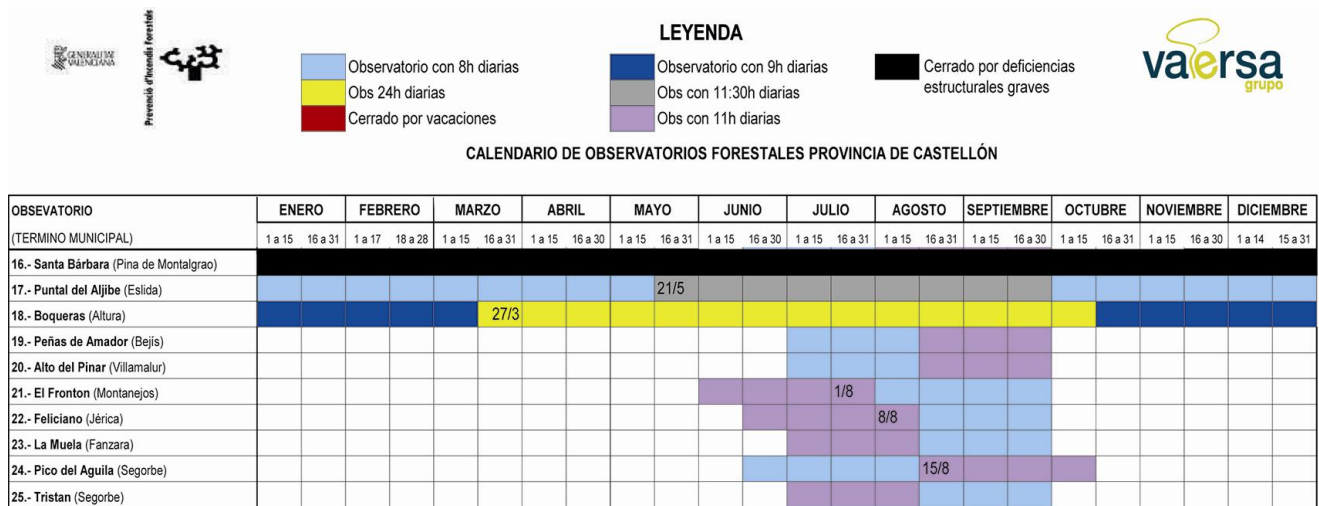 GENERALITAT VALENCIANA
Prevenció d'Incendis Forestals
LEYENDA
Observatorio con 8h diarias
Obs 24h diarias
Cerrado por vacaciones
Observatorio con 9h diarias
Obs con 11:30h diarias
Obs con 11h diarias
Cerrado por deficiencias
estructurales graves
vaersa
grupo
CALENDARIO DE OBSERVATORIOS FORESTALES PROVINCIA DE CASTELLÓN
OBSEVATORIO ENERO FEBRERO MARZO ABRIL MAYO JUNIO JULIO AGOSTO SEPTIEMBRE OCTUBRE NOVIEMBRE DICIEMBRE
(TERMINO MUNICIPAL) 1 a 15 16 a 31 1 a 17 18 a 28 1 a 15 16 a 31 1 a 15 16 a 30 1 a 15 16 a 31 1 a 15 16 a 30 1 a 15 16 a 31 1 a 15 16 a 31 1 a 15 16 a 30 1 a 15 16 a 31 1 a 15 16 a 30 1 a 14 15 a 31
16.- Santa Bárbara (Pina de Montalgrao)
17.- Puntal del Aljibe (Eslida) 21/5
18.- Boqueras (Altura) 27/3
19.- Peñas de Amador (Bejís)
20.- Alto del Pinar (Villamalur)
21.- El Fronton (Montanejos) 1/8
22.- Feliciano (Jérica) 8/8
23.- La Muela (Fanzara)
24.- Pico del Aguila (Segorbe) 15/8
25.- Tristan (Segorbe)